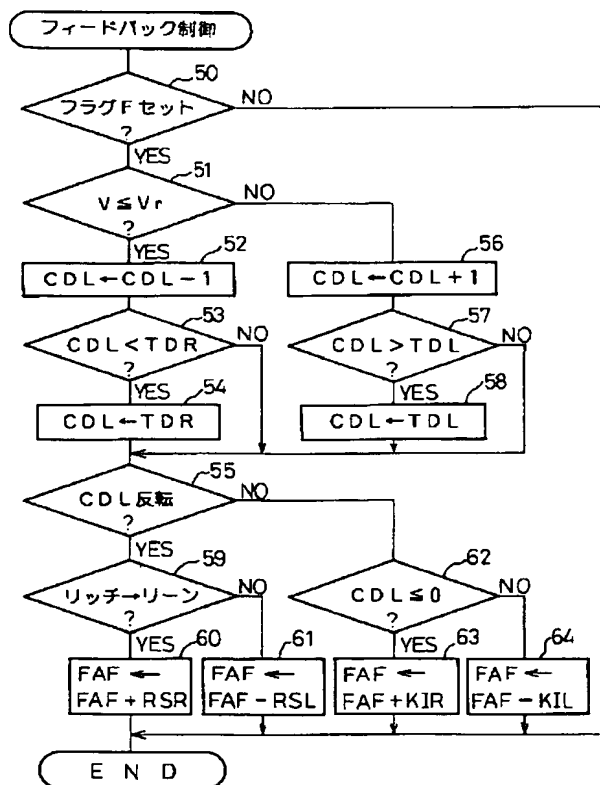 フィードバック制御
50
フラグFセット
?
NO
YES
51
V≦Vr
?
NO
YES
52
CDL←CDL-1
56
CDL←CDL+1
53
CDL<TDR
?
NO
YES
57
CDL>TDL
?
NO
YES
54
CDL←TDR
58
CDL←TDL
55
CDL反転
?
NO
YES
59
リッチ→リーン
?
NO
YES
62
CDL≦0
?
NO
YES
60
FAF←
FAF+RSR
61
FAF←
FAF-RSL
63
FAF←
FAF+KIR
64
FAF←
FAF-KIL
END